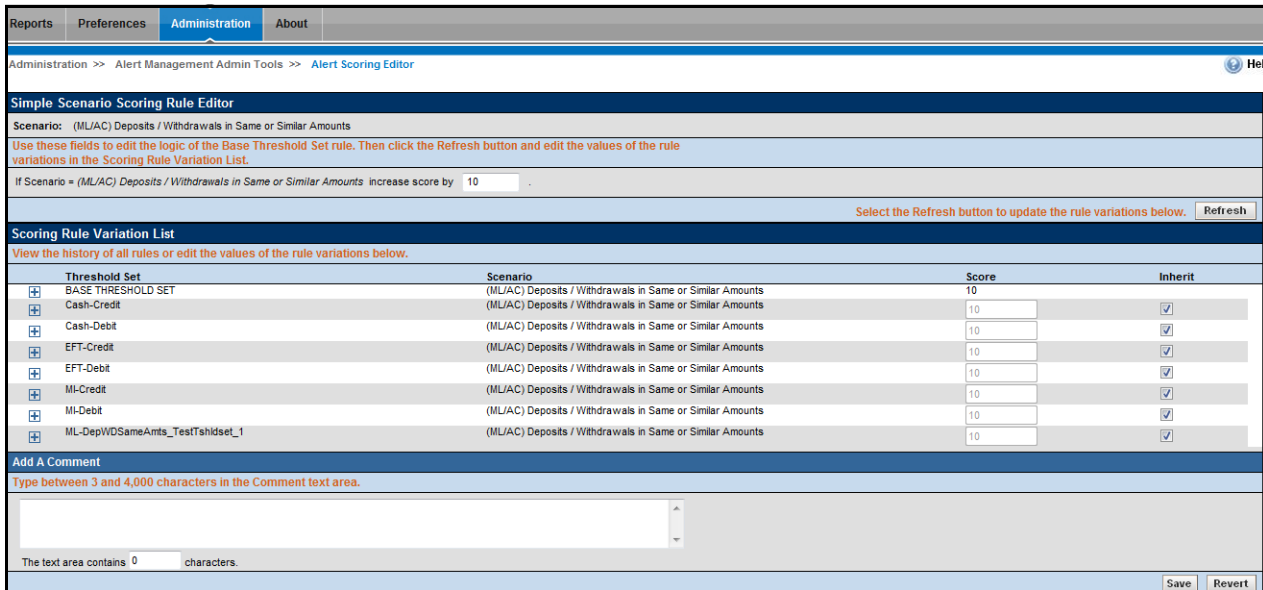 Reports Preferences Administration About
Administration >> Alert Management Admin Tools >> Alert Scoring Editor Hel
Simple Scenario Scoring Rule Editor
Scenario: (ML/AC) Deposits / Withdrawals in Same or Similar Amounts
Use these fields to edit the logic of the Base Threshold Set rule. Then click the Refresh button and edit the values of the rule
variations in the Scoring Rule Variation List.
If Scenario = (ML/AC) Deposits / Withdrawals in Same or Similar Amounts increase score by 10 .
Select the Refresh button to update the rule variations below. Refresh
Scoring Rule Variation List
View the history of all rules or edit the values of the rule variations below.
Threshold Set Scenario Score Inherit
BASE THRESHOLD SET (ML/AC) Deposits / Withdrawals in Same or Similar Amounts 10
Cash-Credit (ML/AC) Deposits / Withdrawals in Same or Similar Amounts 10
Cash-Debit (ML/AC) Deposits / Withdrawals in Same or Similar Amounts 10
EFT-Credit (ML/AC) Deposits / Withdrawals in Same or Similar Amounts 10
EFT-Debit (ML/AC) Deposits / Withdrawals in Same or Similar Amounts 10
MI-Credit (ML/AC) Deposits / Withdrawals in Same or Similar Amounts 10
MI-Debit (ML/AC) Deposits / Withdrawals in Same or Similar Amounts 10
ML-DepWDSameAmts_TestTshldset_1 (ML/AC) Deposits / Withdrawals in Same or Similar Amounts 10
Add A Comment
Type between 3 and 4,000 characters in the Comment text area.
The text area contains 0 characters.
Save Revert